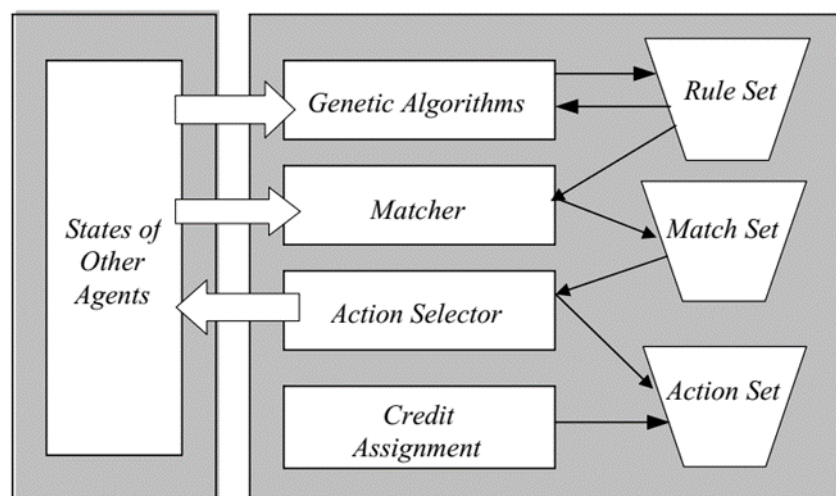 Genetic Algorithms
Rule Set
Matcher
States of
Other
Agents
Match Set
Action Selector
Action Set
Credit
Assignment